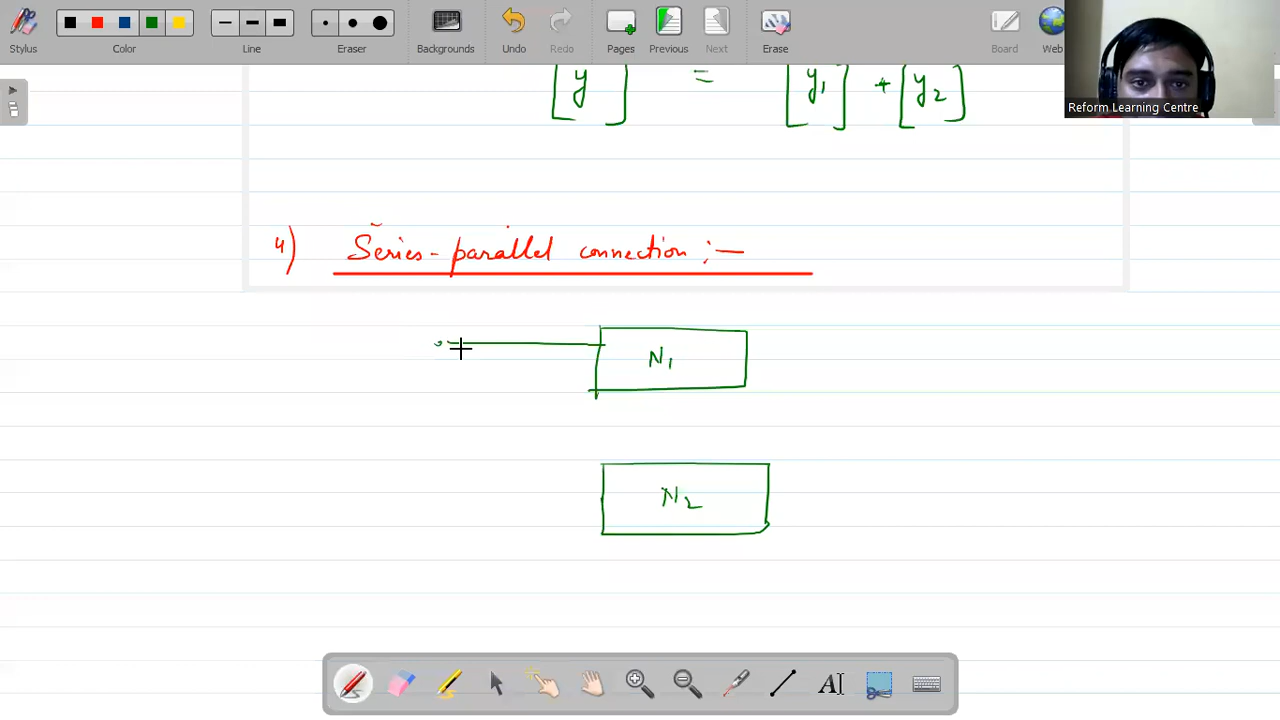 Stylus Color Line Eraser Backgrounds Undo Redo Pages Previous Next Erase Board Web
Reform Learning Centre
[y] = [y1] + [y2]
4) Series-parallel connection :-
N1
N2
AI